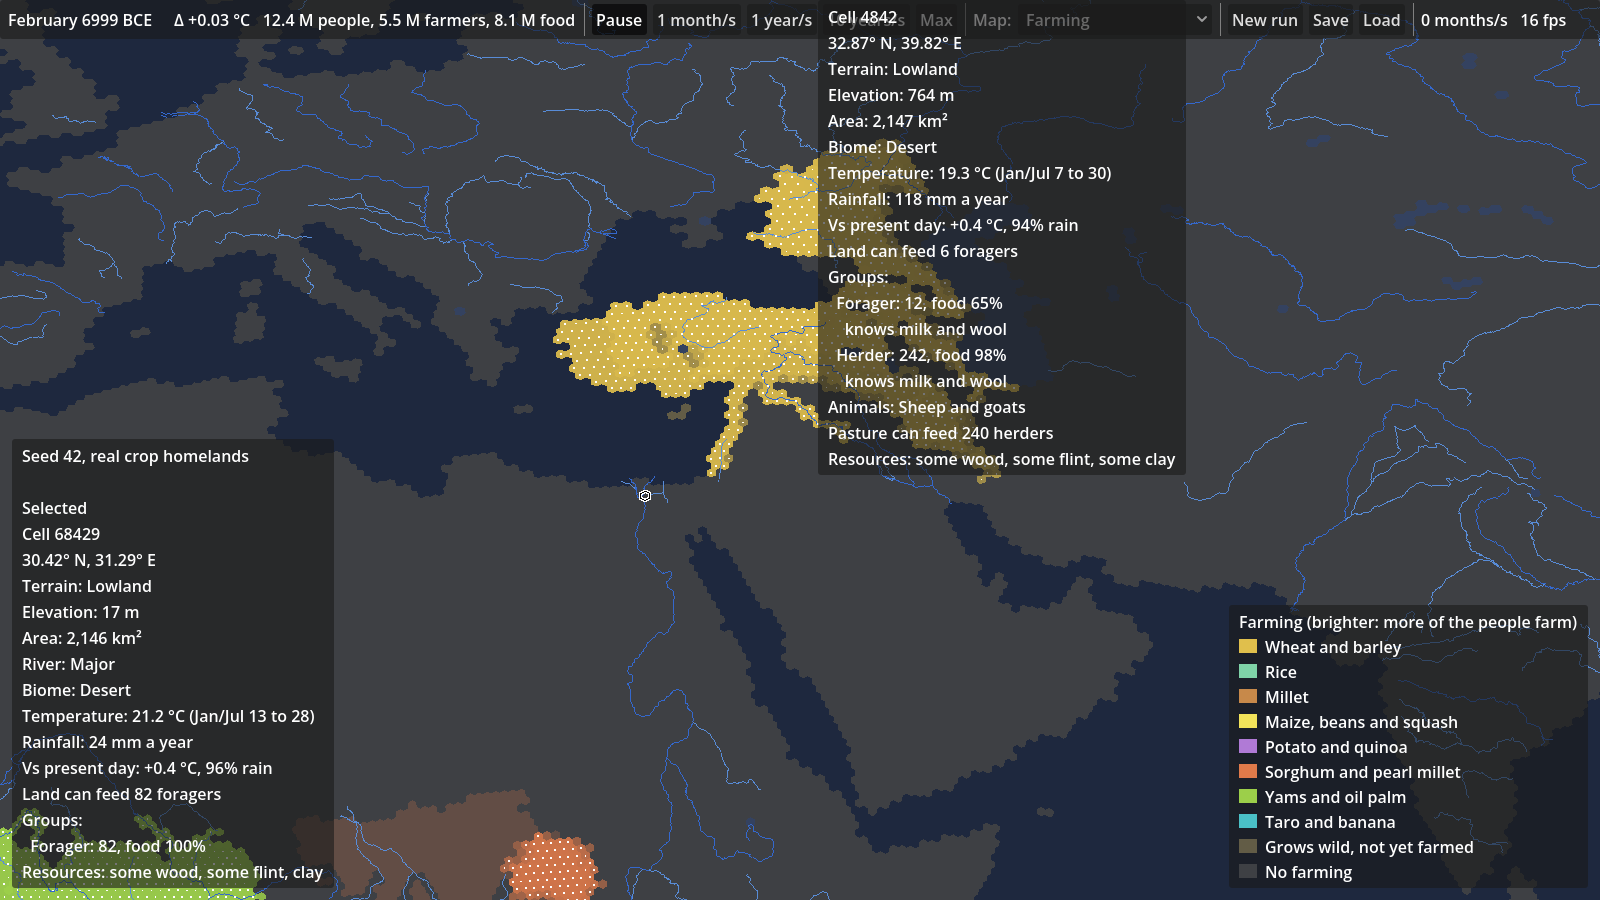 February 6999 BCE Δ +0.03 °C 12.4 M people, 5.5 M farmers, 8.1 M food Pause 1 month/s 1 year/s Max Map: Farming New run Save Load 0 months/s 16 fps
Cell 4842
32.87° N, 39.82° E
Terrain: Lowland
Elevation: 764 m
Area: 2,147 km²
Biome: Desert
Temperature: 19.3 °C (Jan/Jul 7 to 30)
Rainfall: 118 mm a year
Vs present day: +0.4 °C, 94% rain
Land can feed 6 foragers
Groups:
Forager: 12, food 65%
knows milk and wool
Herder: 242, food 98%
knows milk and wool
Animals: Sheep and goats
Pasture can feed 240 herders
Resources: some wood, some flint, some clay
Seed 42, real crop homelands
Selected
Cell 68429
30.42° N, 31.29° E
Terrain: Lowland
Elevation: 17 m
Area: 2,146 km²
River: Major
Biome: Desert
Temperature: 21.2 °C (Jan/Jul 13 to 28)
Rainfall: 24 mm a year
Vs present day: +0.4 °C, 96% rain
Land can feed 82 foragers
Groups:
Forager: 82, food 100%
Resources: some wood, some flint, clay
Farming (brighter: more of the people farm)
Wheat and barley
Rice
Millet
Maize, beans and squash
Potato and quinoa
Sorghum and pearl millet
Yams and oil palm
Taro and banana
Grows wild, not yet farmed
No farming